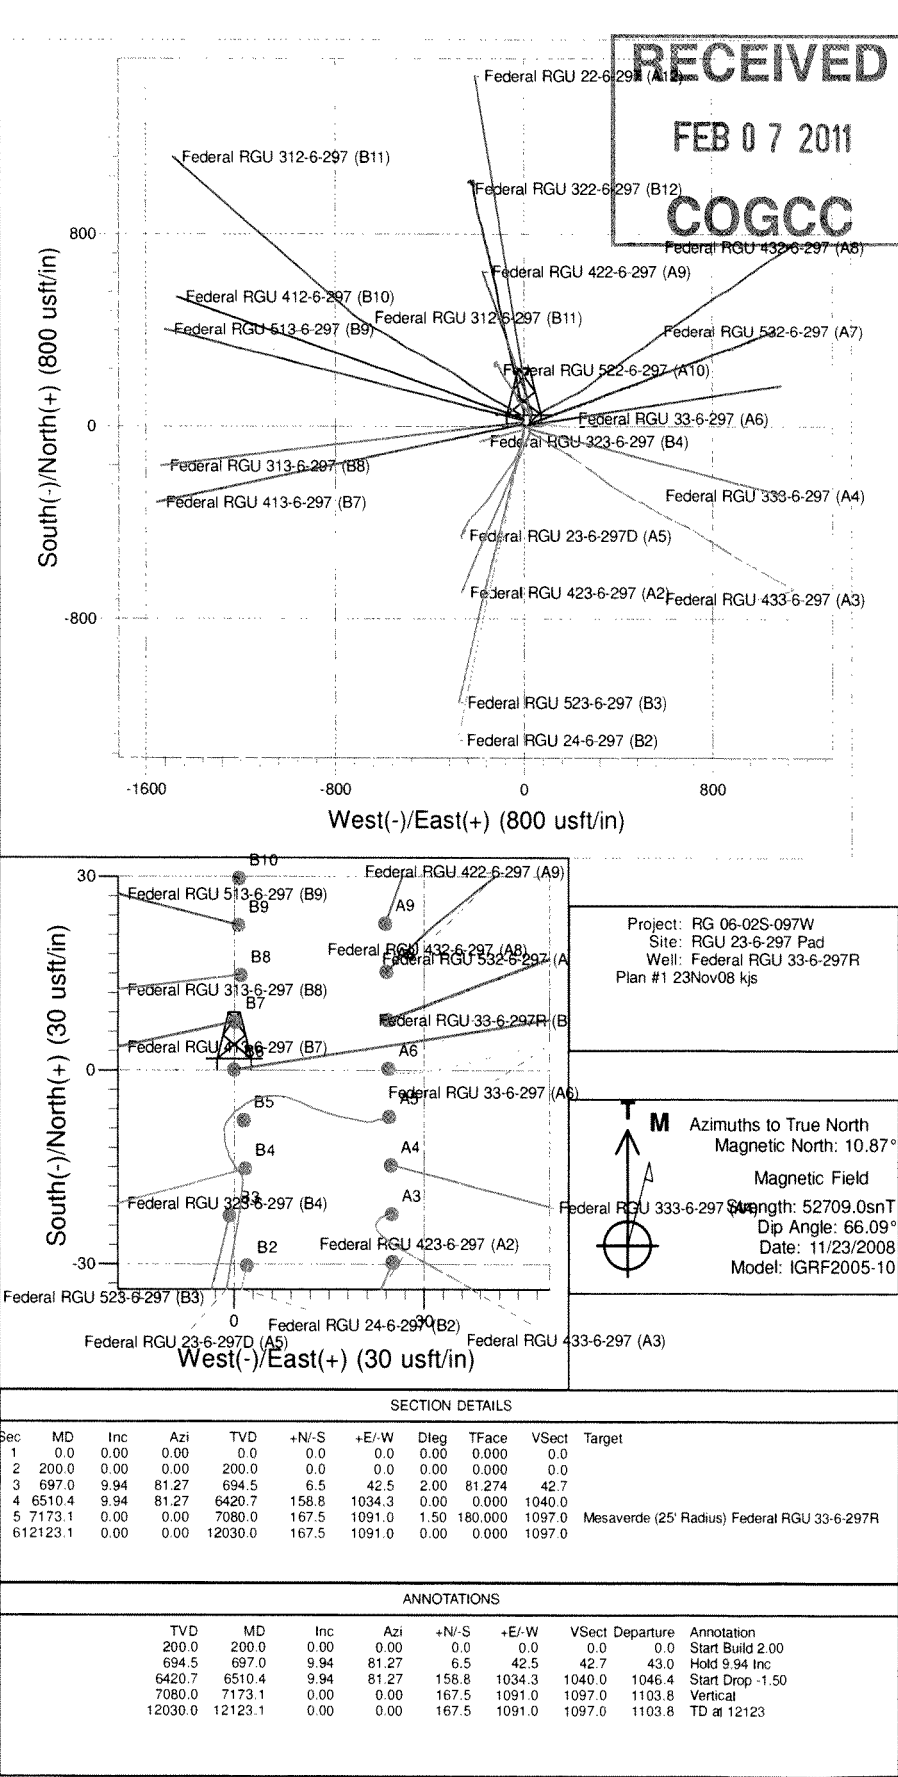 RECEIVED
FEB 07 2011
COGCC
Federal RGU 22-6-297 (A12)
Federal RGU 312-6-297 (B11)
Federal RGU 322-6-297 (B12)
800
Federal RGU 432-6-297 (A8)
Federal RGU 422-6-297 (A9)
Federal RGU 412-6-297 (B10)
Federal RGU 312-6-297 (B11)
Federal RGU 513-6-297 (B9)
Federal RGU 532-6-297 (A7)
Federal RGU 522-6-297 (A10)
Federal RGU 33-6-297 (A6)
0
Federal RGU 323-6-297 (B4)
Federal RGU 313-6-297 (B8)
Federal RGU 413-6-297 (B7)
Federal RGU 333-6-297 (A4)
Federal RGU 23-6-297D (A5)
Federal RGU 423-6-297 (A2)
Federal RGU 433-6-297 (A3)
-800
Federal RGU 523-6-297 (B3)
Federal RGU 24-6-297 (B2)
South(-)/North(+) (800 usft/in)
-1600 -800 0 800
West(-)/East(+) (800 usft/in)
B10
30
Federal RGU 422-6-297 (A9)
Federal RGU 513-6-297 (B9)
B9
A9
Federal RGU 432-6-297 (A8)
B8
Federal RGU 532-6-297 (A
Federal RGU 313-6-297 (B8)
B7
Federal RGU 33-6-297R (B
Federal RGU 413-6-297 (B7)
A6
0
Federal RGU 33-6-297 (A6)
B5
A5
B4
A4
Federal RGU 323-6-297 (B4)
B3
A3
Federal RGU 333-6-297 (A4)
Federal RGU 423-6-297 (A2)
B2
-30
Federal RGU 523-6-297 (B3)
0 30
Federal RGU 24-6-297 (B2)
Federal RGU 23-6-297D (A5)
Federal RGU 433-6-297 (A3)
South(-)/North(+) (30 usft/in)
West(-)/East(+) (30 usft/in)
Project: RG 06-02S-097W
Site: RGU 23-6-297 Pad
Well: Federal RGU 33-6-297R
Plan #1 23Nov08 kjs
T
M
Azimuths to True North
Magnetic North: 10.87°
Magnetic Field
Strength: 52709.0snT
Dip Angle: 66.09°
Date: 11/23/2008
Model: IGRF2005-10
SECTION DETAILS
Sec MD Inc Azi TVD +N/-S +E/-W Dleg TFace VSect Target
1 0.0 0.00 0.00 0.0 0.0 0.0 0.00 0.000 0.0
2 200.0 0.00 0.00 200.0 0.0 0.0 0.00 0.000 0.0
3 697.0 9.94 81.27 694.5 6.5 42.5 2.00 81.274 42.7
4 6510.4 9.94 81.27 6420.7 158.8 1034.3 0.00 0.000 1040.0
5 7173.1 0.00 0.00 7080.0 167.5 1091.0 1.50 180.000 1097.0 Mesaverde (25' Radius) Federal RGU 33-6-297R
612123.1 0.00 0.00 12030.0 167.5 1091.0 0.00 0.000 1097.0
ANNOTATIONS
TVD MD Inc Azi +N/-S +E/-W VSect Departure Annotation
200.0 200.0 0.00 0.00 0.0 0.0 0.0 0.0 Start Build 2.00
694.5 697.0 9.94 81.27 6.5 42.5 42.7 43.0 Hold 9.94 Inc
6420.7 6510.4 9.94 81.27 158.8 1034.3 1040.0 1046.4 Start Drop -1.50
7080.0 7173.1 0.00 0.00 167.5 1091.0 1097.0 1103.8 Vertical
12030.0 12123.1 0.00 0.00 167.5 1091.0 1097.0 1103.8 TD at 12123